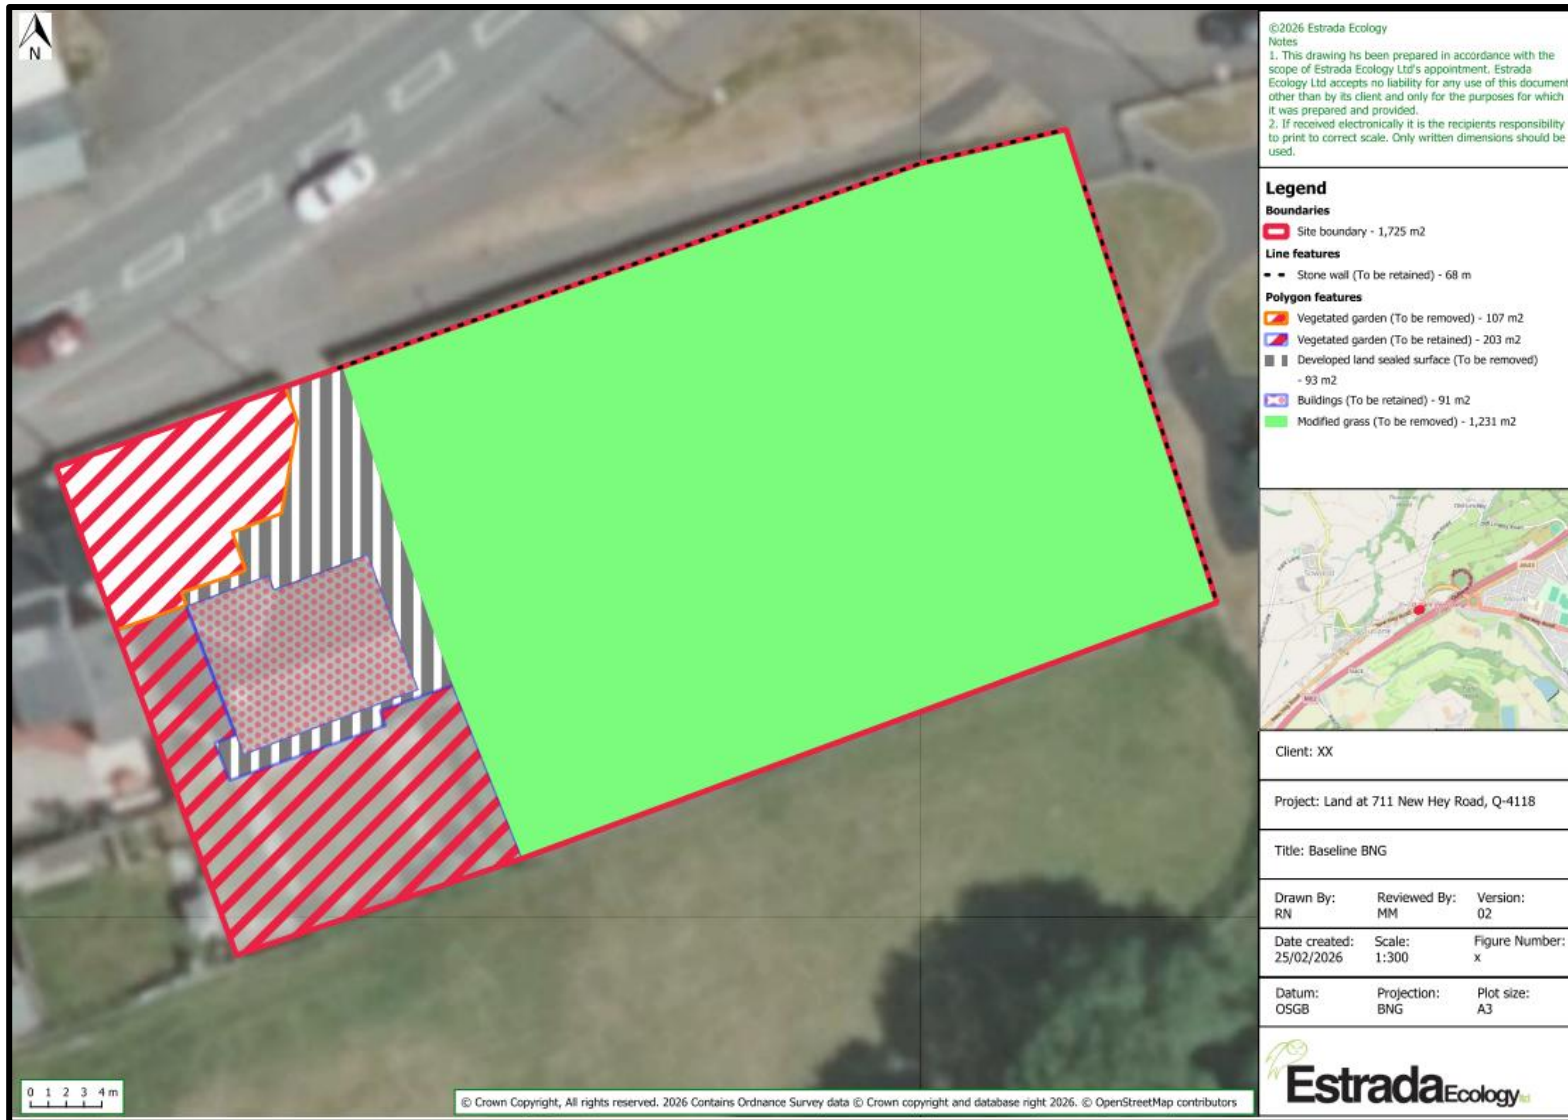 N
©2026 Estrada Ecology
Notes
1. This drawing hs been prepared in accordance with the
scope of Estrada Ecology Ltd's appointment. Estrada
Ecology Ltd accepts no liability for any use of this document
other than by its client and only for the purposes for which
it was prepared and provided.
2. If received electronically it is the recipients responsibility
to print to correct scale. Only written dimensions should be
used.
Legend
Boundaries
Site boundary - 1,725 m2
Line features
Stone wall (To be retained) - 68 m
Polygon features
Vegetated garden (To be removed) - 107 m2
Vegetated garden (To be retained) - 203 m2
Developed land sealed surface (To be removed)
- 93 m2
Buildings (To be retained) - 91 m2
Modified grass (To be removed) - 1,231 m2
Client: XX
Project: Land at 711 New Hey Road, Q-4118
Title: Baseline BNG
Drawn By: Reviewed By: Version:
RN MM 02
Date created: Scale: Figure Number:
25/02/2026 1:300 x
Datum: Projection: Plot size:
OSGB BNG A3
Estrada Ecology ltd
0 1 2 3 4 m
© Crown Copyright, All rights reserved. 2026 Contains Ordnance Survey data © Crown copyright and database right 2026. © OpenStreetMap contributors